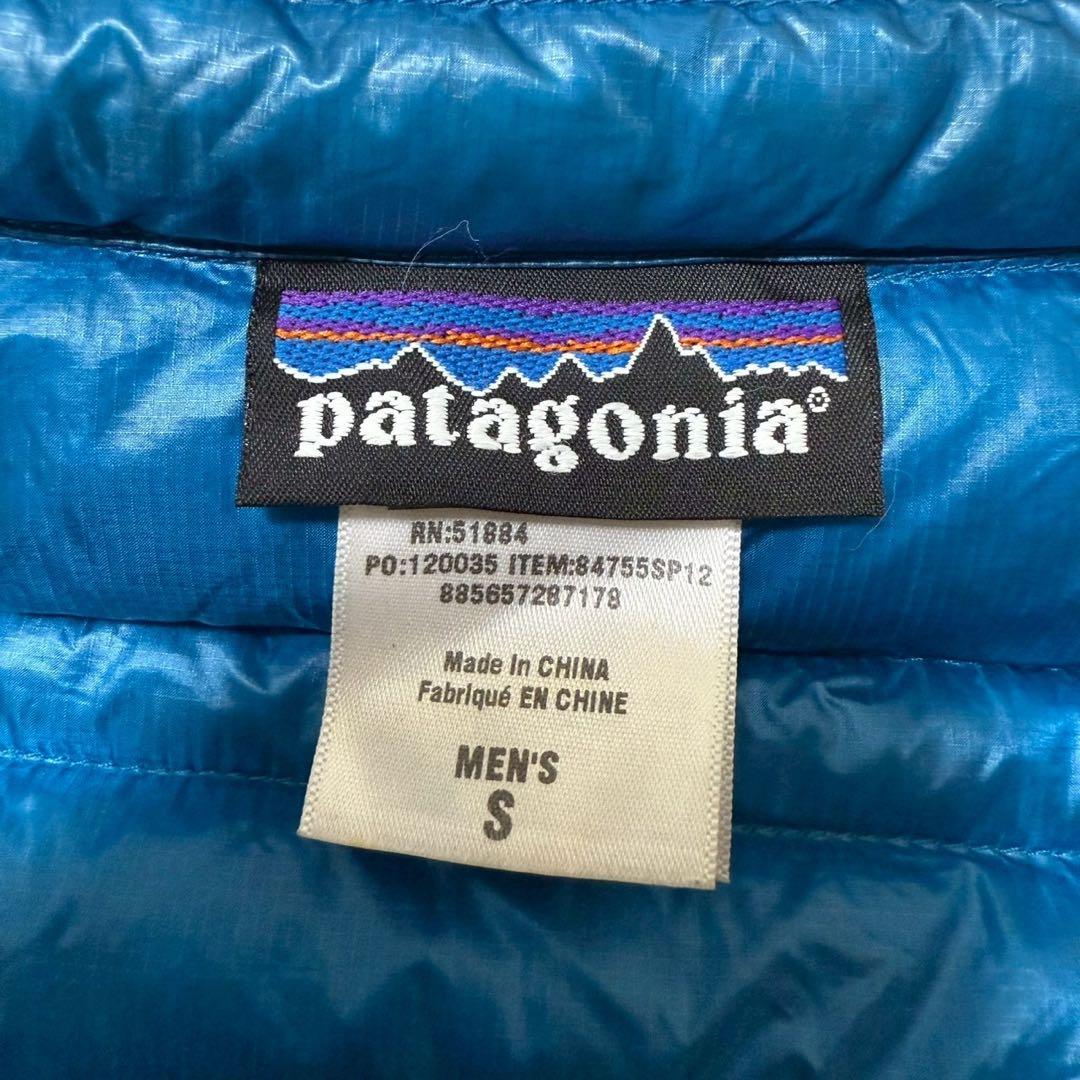 patagonia®
RN:51884
PO:120035 ITEM:84755SP12
885657287178
Made In CHINA
Fabriqué EN CHINE
MEN'S
S